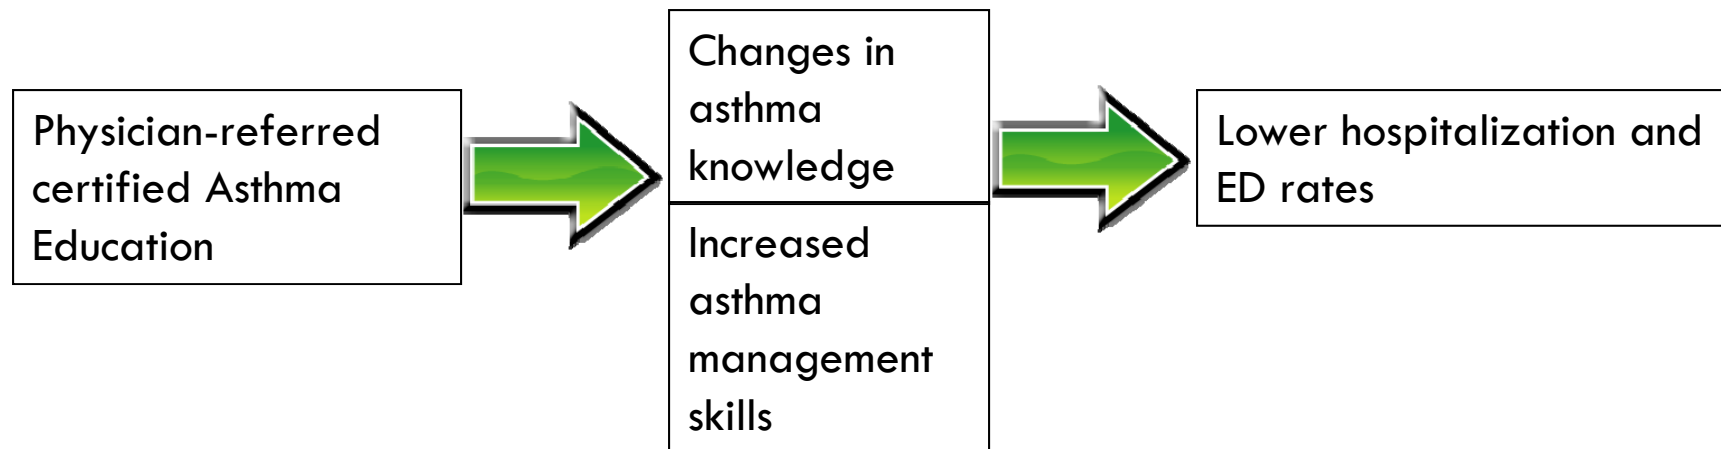 Physician-referred
certified Asthma
Education
Changes in
asthma
knowledge
Increased
asthma
management
skills
Lower hospitalization and
ED rates